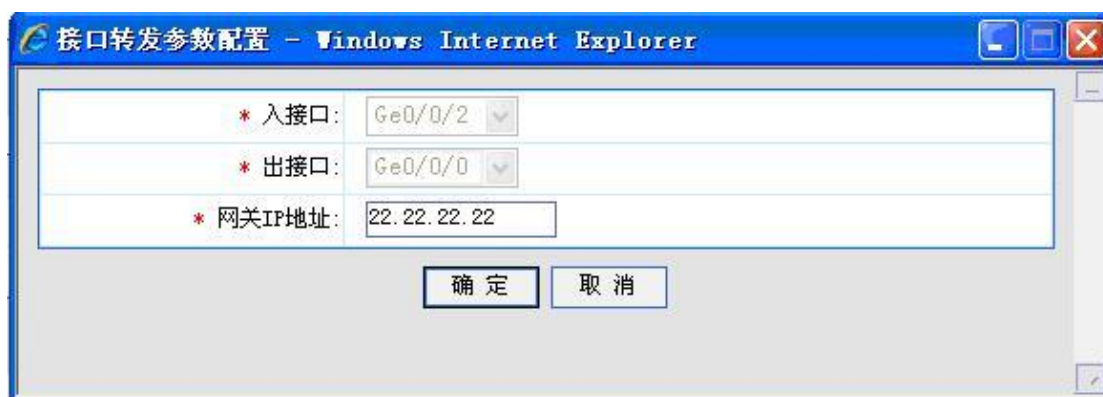 接口转发参数配置 - Windows Internet Explorer
* 入接口: Ge0/0/2
* 出接口: Ge0/0/0
* 网关IP地址: 22.22.22.22
确 定 取 消